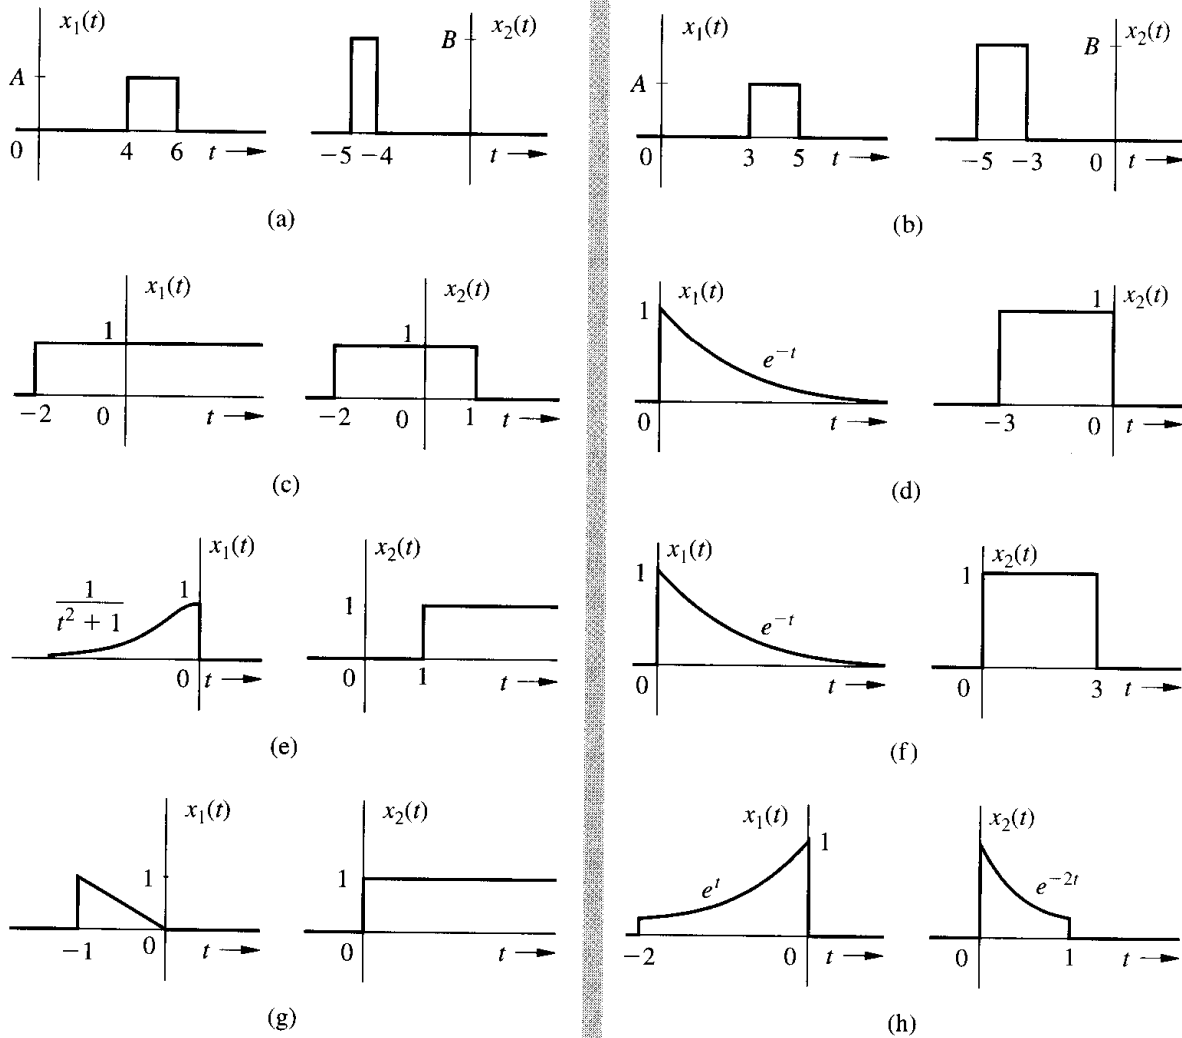 x₁(t)
A
0
4
6
t →
x₂(t)
B
−5 −4
t →
(a)
x₁(t)
A
0
3
5
t →
x₂(t)
B
−5
−3
0
t →
(b)
x₁(t)
1
−2
0
t →
x₂(t)
1
−2
0
1
t →
(c)
x₁(t)
1
e⁻ᵗ
0
t →
x₂(t)
1
−3
0
t →
(d)
x₁(t)
1
1
t² + 1
0
t →
x₂(t)
1
0
1
t →
(e)
x₁(t)
1
e⁻ᵗ
0
t →
x₂(t)
1
0
3
t →
(f)
x₁(t)
1
−1
0
t →
x₂(t)
1
0
t →
(g)
x₁(t)
1
eᵗ
−2
0
t →
x₂(t)
e⁻²ᵗ
0
1
t →
(h)